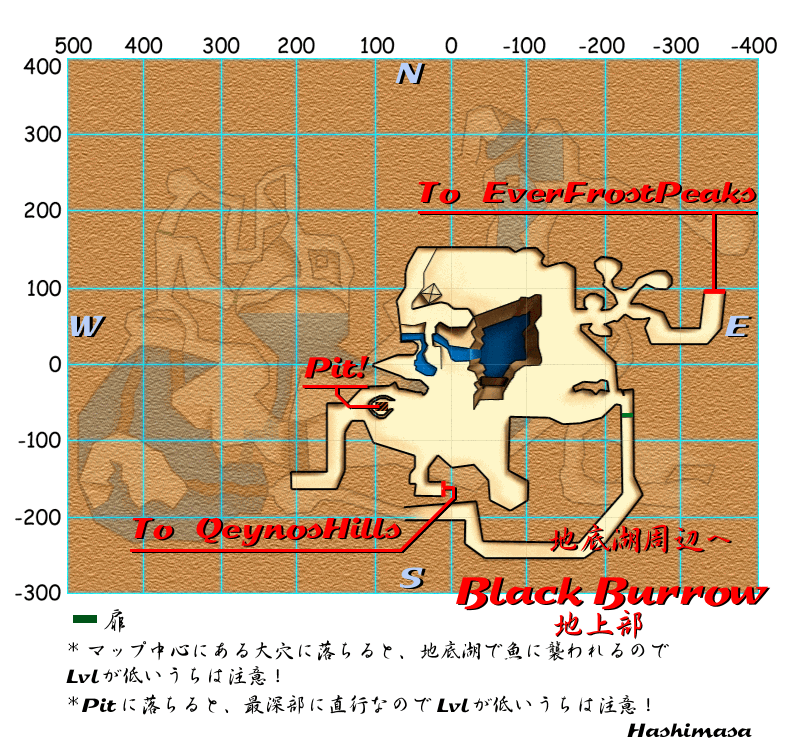 500 400 300 200 100 0 -100 -200 -300 -400
400
N
300
To EverFrostPeaks
200
100
W
E
0
Pit!
-100
-200
To QeynosHills
地底湖周辺へ
S
-300
Black Burrow
地上部
扉
* マップ中心にある大穴に落ちると、地底湖で魚に襲われるので
Lvlが低いうちは注意！
*Pitに落ちると、最深部に直行なのでLvlが低いうちは注意！
Hashimasa